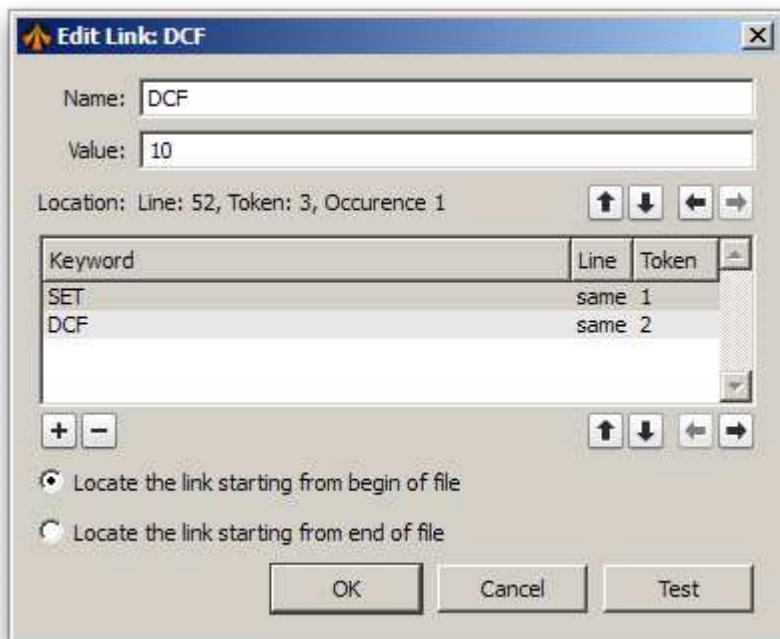 Edit Link: DCF
Name: DCF
Value: 10
Location: Line: 52, Token: 3, Occurence 1
Keyword Line Token
SET same 1
DCF same 2
Locate the link starting from begin of file
Locate the link starting from end of file
OK Cancel Test